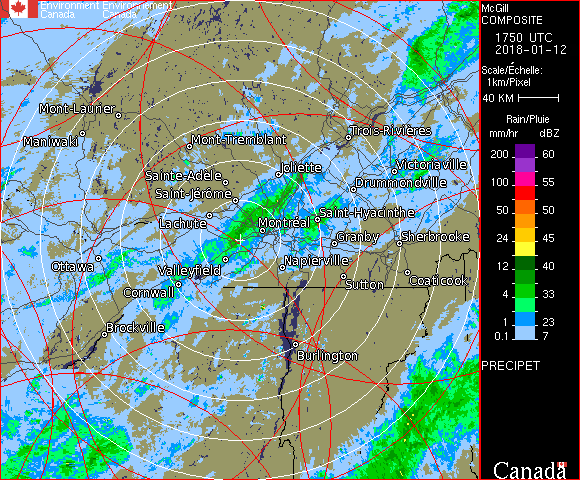 Environment Environnement
Canada Canada
McGill
COMPOSITE
1750 UTC
2018-01-12
Scale/Échelle:
1km/Pixel
40 KM
Rain/Pluie
mm/hr dBZ
200 60
100 55
50 50
24 45
12 40
4 33
1 23
0.1 7
PRECIPET
Canada
Mont-Laurier
Maniwaki
Mont-Tremblant
Trois-Rivières
Joliette
Victoriaville
Sainte-Adèle
Drummondville
Saint-Jérôme
Lachute
Saint-Hyacinthe
Montréal
Granby
Sherbrooke
Ottawa
Valleyfield
Napierville
Cornwall
Sutton
Coaticook
Brockville
Burlington